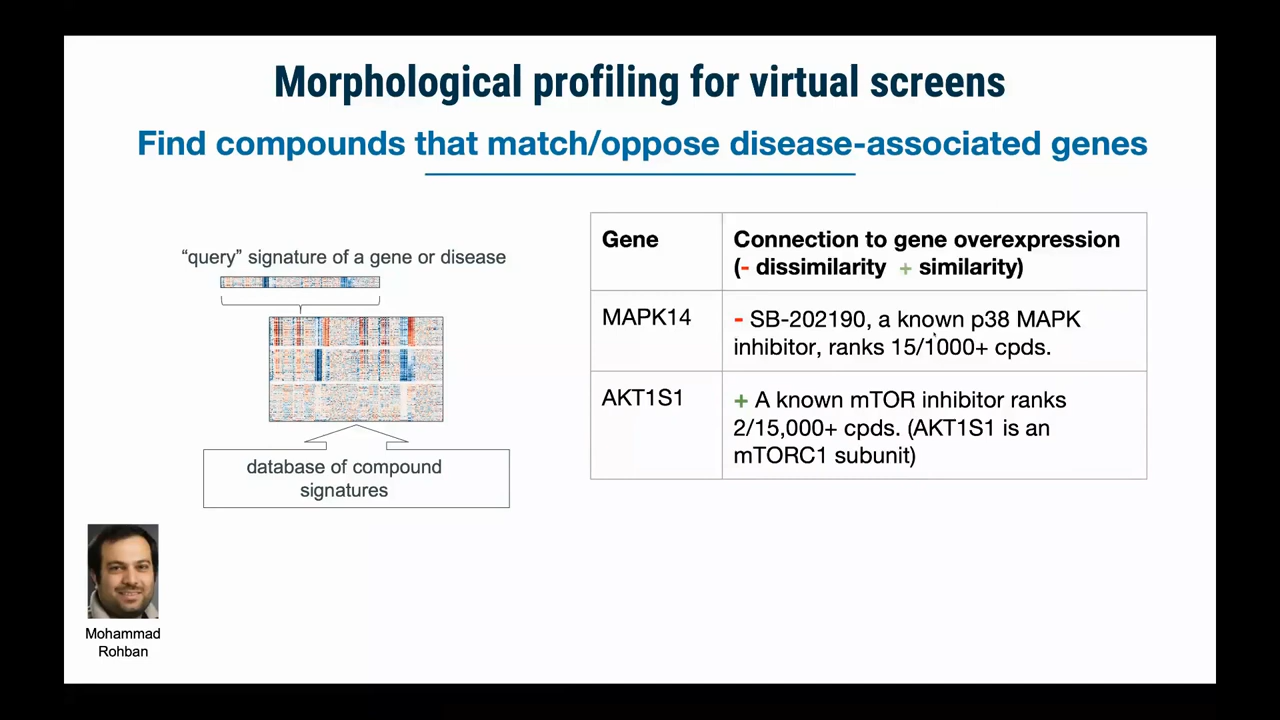 Morphological profiling for virtual screens
Find compounds that match/oppose disease-associated genes
“query” signature of a gene or disease
database of compound
signatures
Mohammad
Rohban
Gene
Connection to gene overexpression
(- dissimilarity + similarity)
MAPK14
- SB-202190, a known p38 MAPK
inhibitor, ranks 15/1000+ cpds.
AKT1S1
+ A known mTOR inhibitor ranks
2/15,000+ cpds. (AKT1S1 is an
mTORC1 subunit)